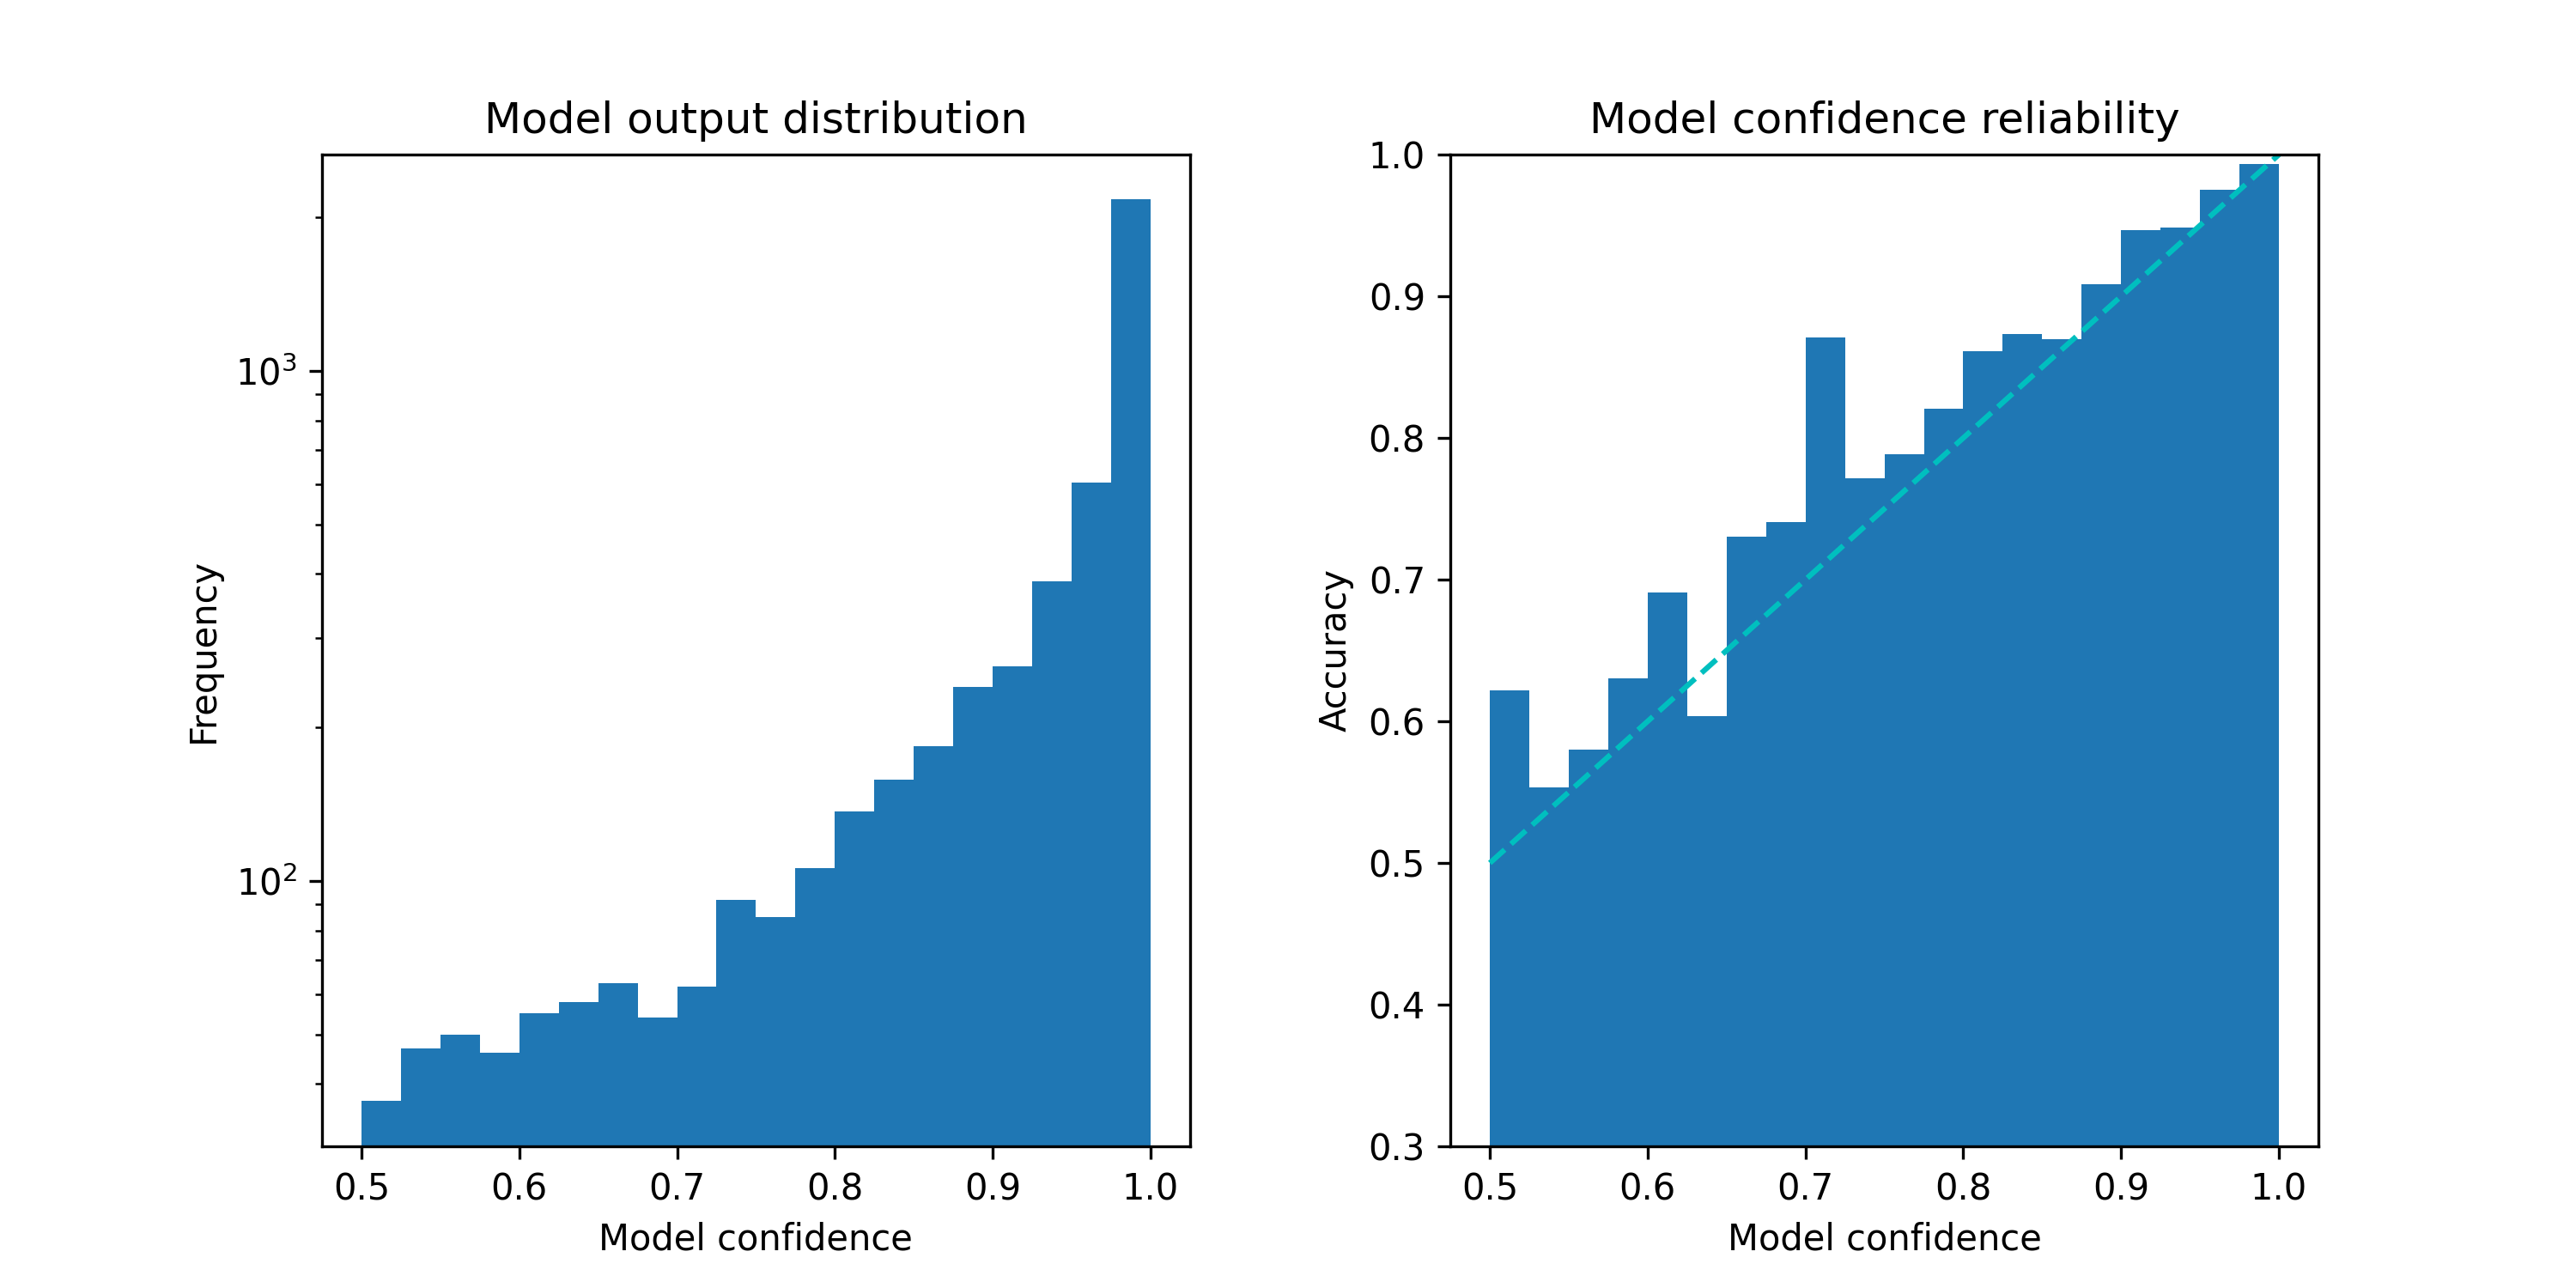 Model output distribution
10³
10²
Frequency
0.5 0.6 0.7 0.8 0.9 1.0
Model confidence
Model confidence reliability
1.0
0.9
0.8
0.7
0.6
0.5
0.4
0.3
Accuracy
0.5 0.6 0.7 0.8 0.9 1.0
Model confidence